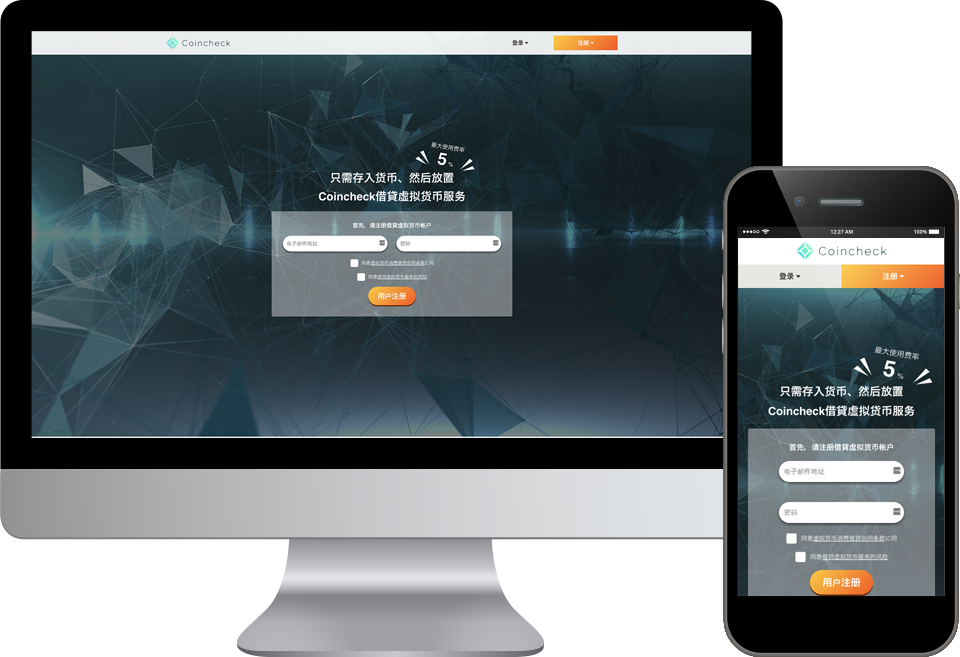 Coincheck
登录
注册
最大使用费率
5 %
只需存入货币、然后放置
Coincheck借貸虚拟货币服务
首先，请注册借貸虚拟货币帐户
电子邮件地址
密码
同意虚拟货币消费借贷合同条款に同
同意借贷虚拟货币服务的风险
用户注册
12:27 AM
100%
Coincheck
登录
注册
最大使用费率
5 %
只需存入货币、然后放置
Coincheck借貸虚拟货币服务
首先，请注册借貸虚拟货币帐户
电子邮件地址
密码
同意虚拟货币消费借贷合同条款に同
同意借贷虚拟货币服务的风险
用户注册